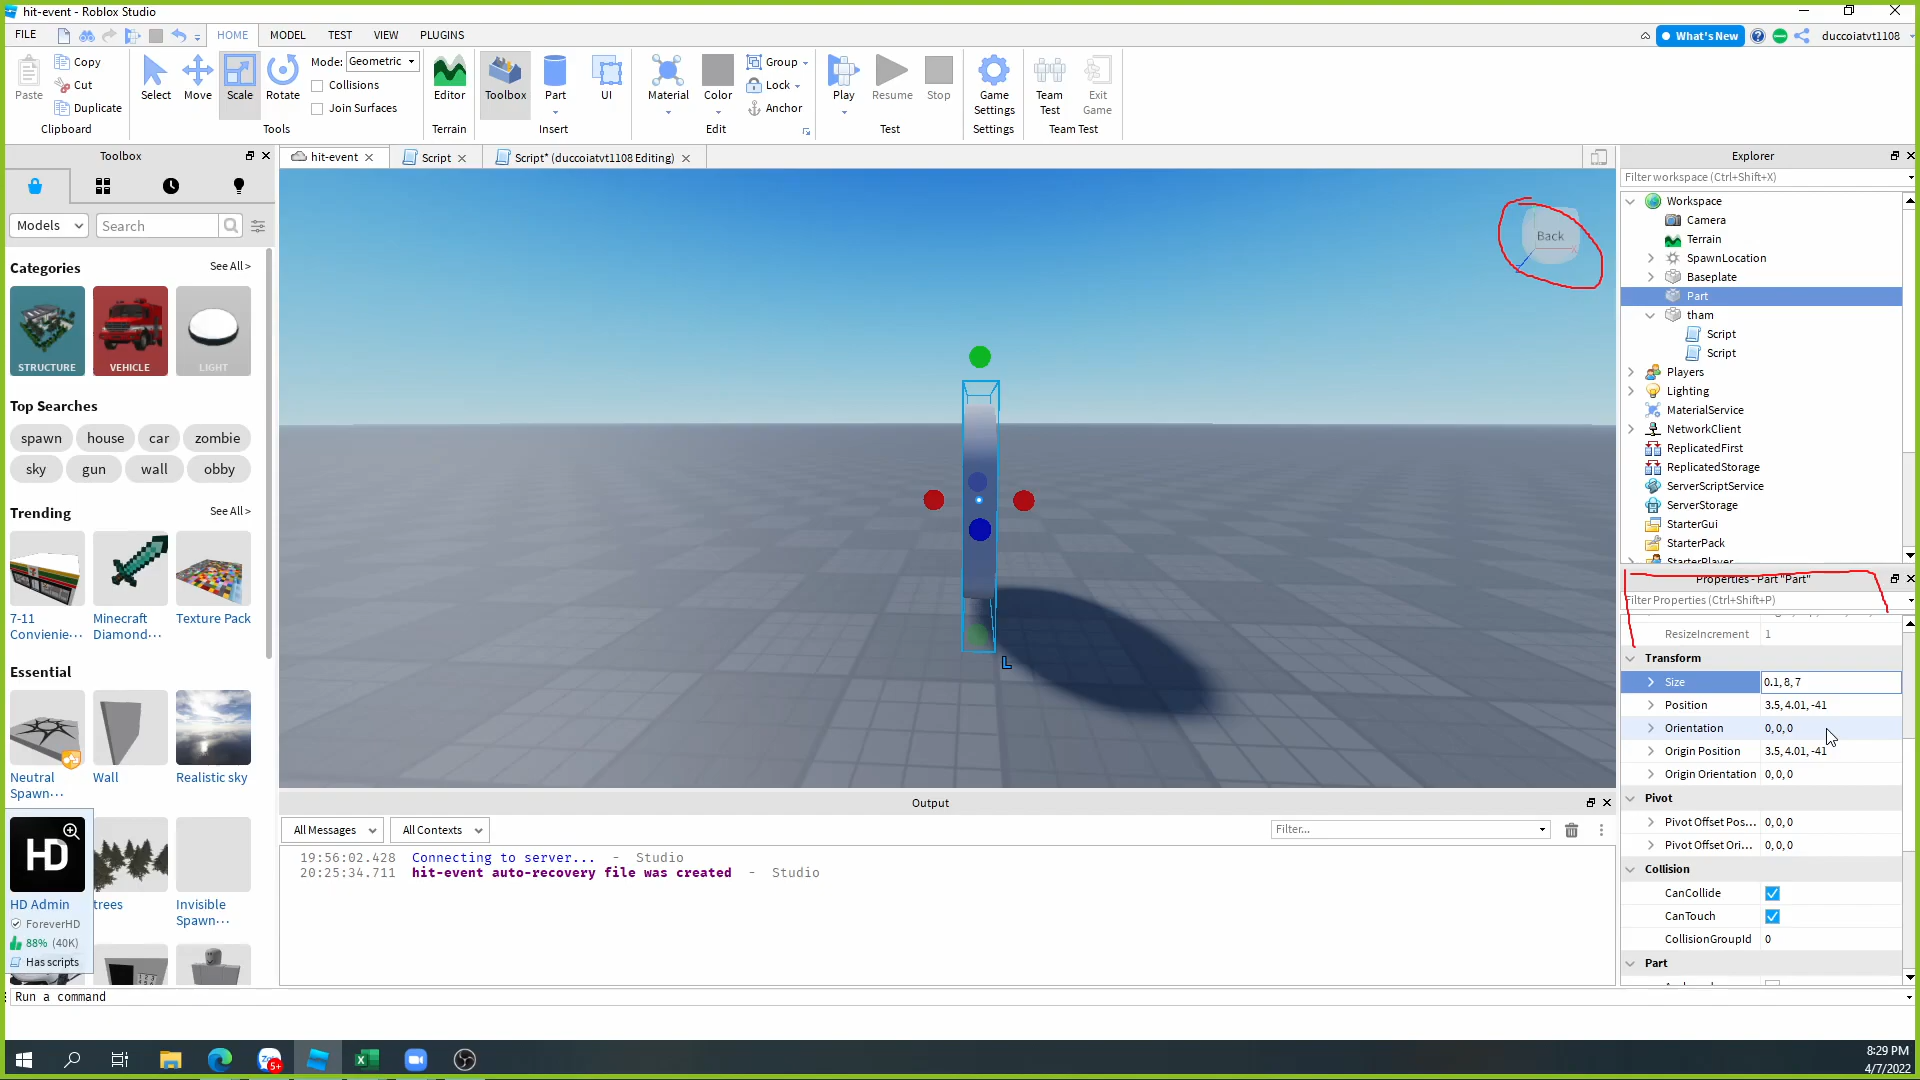 hit-event - Roblox Studio
FILE
HOME
MODEL
TEST
VIEW
PLUGINS
What's New
duccoiatvt1108
Paste
Copy
Cut
Duplicate
Clipboard
Select
Move
Scale
Rotate
Mode: Geometric
Collisions
Join Surfaces
Tools
Editor
Terrain
Toolbox
Part
UI
Insert
Material
Color
Group
Lock
Anchor
Edit
Play
Resume
Stop
Test
Game
Settings
Settings
Team
Test
Exit
Game
Team Test
Toolbox
hit-event
Script
Script* (duccoiatvt1108 Editing)
Models
Search
Categories
See All >
STRUCTURE
VEHICLE
LIGHT
Top Searches
spawn
house
car
zombie
sky
gun
wall
obby
Trending
See All >
7-11
Convienie...
Minecraft
Diamond...
Texture Pack
Essential
Neutral
Spawn...
Wall
Realistic sky
HD
HD Admin
ForeverHD
88% (40K)
Has scripts
trees
Invisible
Spawn...
Back
L
Output
All Messages
All Contexts
Filter...
19:56:02.428 Connecting to server... - Studio
20:25:34.711 hit-event auto-recovery file was created - Studio
Run a command
Explorer
Filter workspace (Ctrl+Shift+X)
Workspace
Camera
Terrain
SpawnLocation
Baseplate
Part
tham
Script
Script
Players
Lighting
MaterialService
NetworkClient
ReplicatedFirst
ReplicatedStorage
ServerScriptService
ServerStorage
StarterGui
StarterPack
StarterPlayer
Properties - Part "Part"
Filter Properties (Ctrl+Shift+P)
ResizeIncrement 1
Transform
Size 0.1, 8, 7
Position 3.5, 4.01, -41
Orientation 0, 0, 0
Origin Position 3.5, 4.01, -41
Origin Orientation 0, 0, 0
Pivot
Pivot Offset Pos... 0, 0, 0
Pivot Offset Ori... 0, 0, 0
Collision
CanCollide
CanTouch
CollisionGroupId 0
Part
5+
8:29 PM
4/7/2022